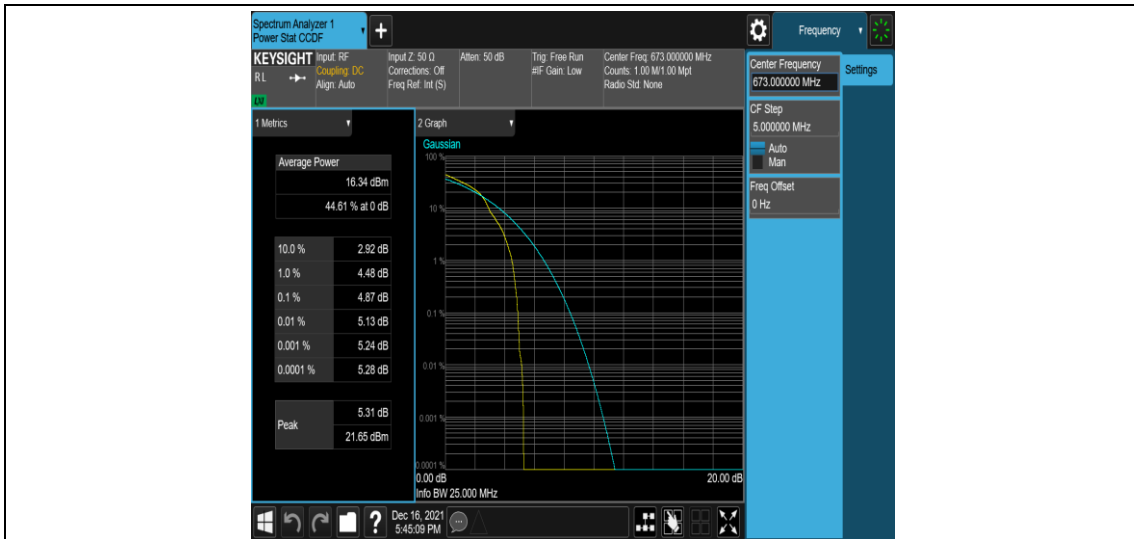 Spectrum Analyzer 1
Power Stat CCDF
+
Frequency
KEYSIGHT
RL
LXI
Input: RF
Coupling: DC
Align: Auto
Input Z: 50 Ω
Corrections: Off
Freq Ref: Int (S)
Atten: 50 dB
Trig: Free Run
#IF Gain: Low
Center Freq: 673.000000 MHz
Counts: 1.00 M/1.00 Mpt
Radio Std: None
Center Frequency
673.000000 MHz
Settings
CF Step
5.000000 MHz
Auto
Man
Freq Offset
0 Hz
1 Metrics
Average Power
16.34 dBm
44.61 % at 0 dB
10.0 % 2.92 dB
1.0 % 4.48 dB
0.1 % 4.87 dB
0.01 % 5.13 dB
0.001 % 5.24 dB
0.0001 % 5.28 dB
Peak
5.31 dB
21.65 dBm
2 Graph
Gaussian
100 %
10 %
1 %
0.1 %
0.01 %
0.001 %
0.0001 %
0.00 dB 20.00 dB
Info BW 25.000 MHz
?
Dec 16, 2021
5:45:09 PM